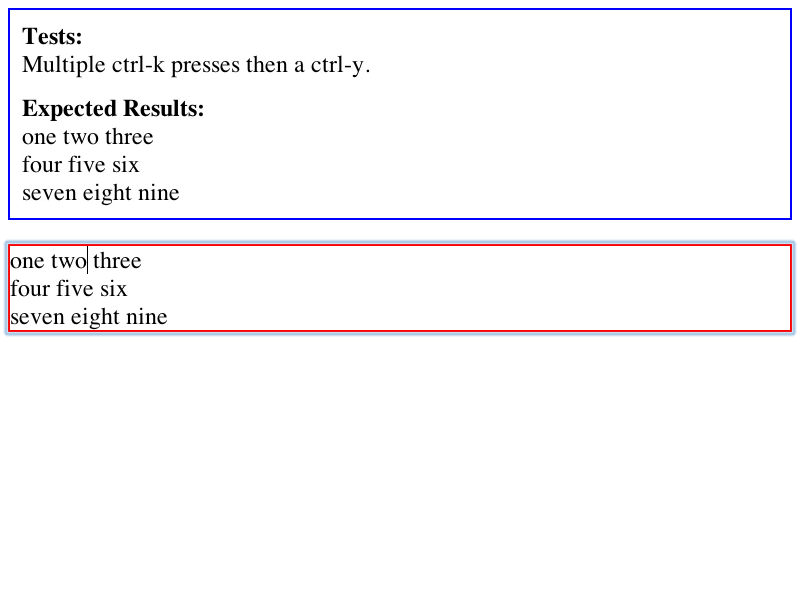 Tests:
Multiple ctrl-k presses then a ctrl-y.
Expected Results:
one two three
four five six
seven eight nine
one two three
four five six
seven eight nine